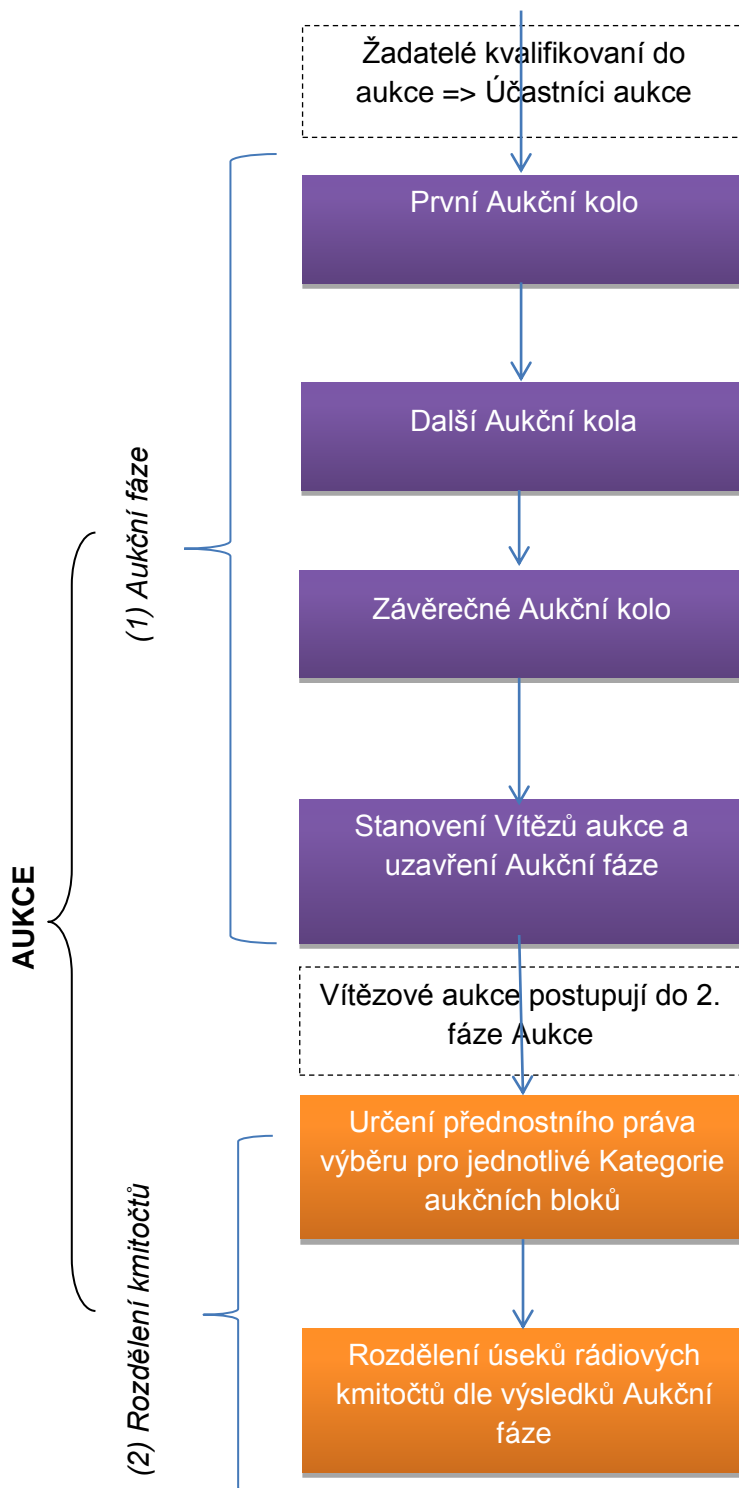 Žadatelé kvalifikovaní do
aukce => Účastníci aukce
První Aukční kolo
Další Aukční kola
(1) Aukční fáze
Závěrečné Aukční kolo
Stanovení Vítězů aukce a
uzavření Aukční fáze
AUKCE
Vítězové aukce postupují do 2.
fáze Aukce
Určení přednostního práva
výběru pro jednotlivé Kategorie
aukčních bloků
(2) Rozdělení kmitočtů
Rozdělení úseků rádiových
kmitočtů dle výsledků Aukční
fáze